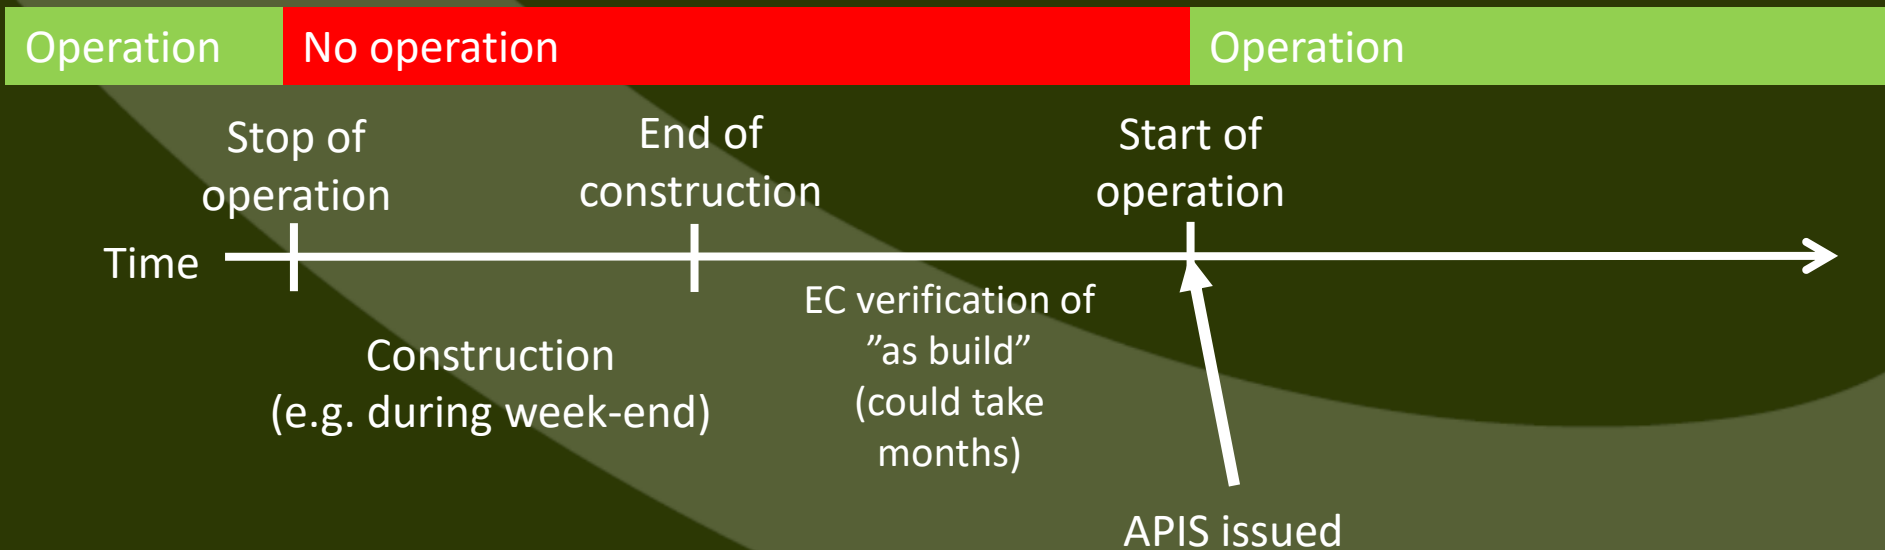 Operation
No operation
Operation
Stop of
operation
End of
construction
Start of
operation
Time
Construction
(e.g. during week-end)
EC verification of
”as build”
(could take
months)
APIS issued